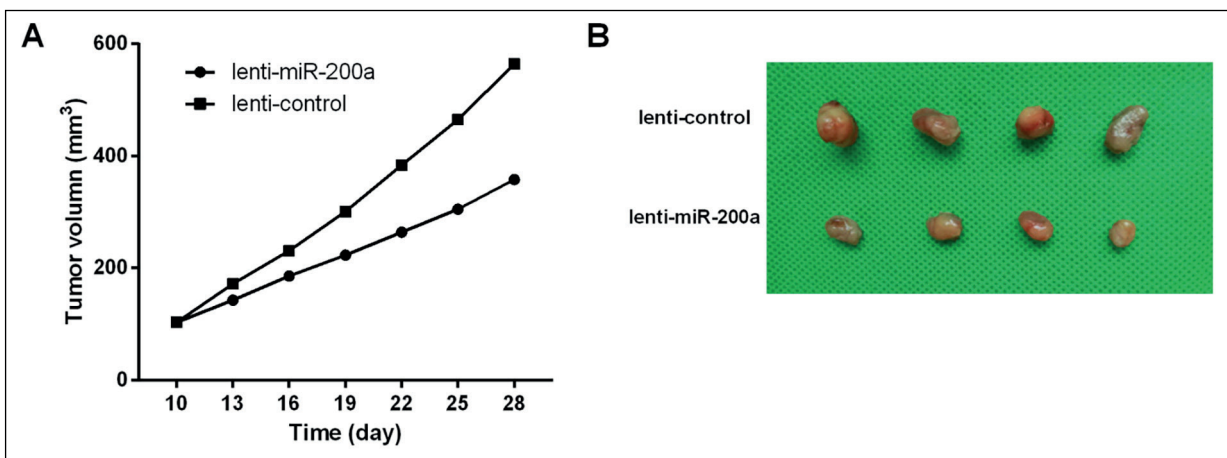 A
600
400
200
0
Tumor volumn (mm³)
lenti-miR-200a
lenti-control
10 13 16 19 22 25 28
Time (day)
B
lenti-control
lenti-miR-200a